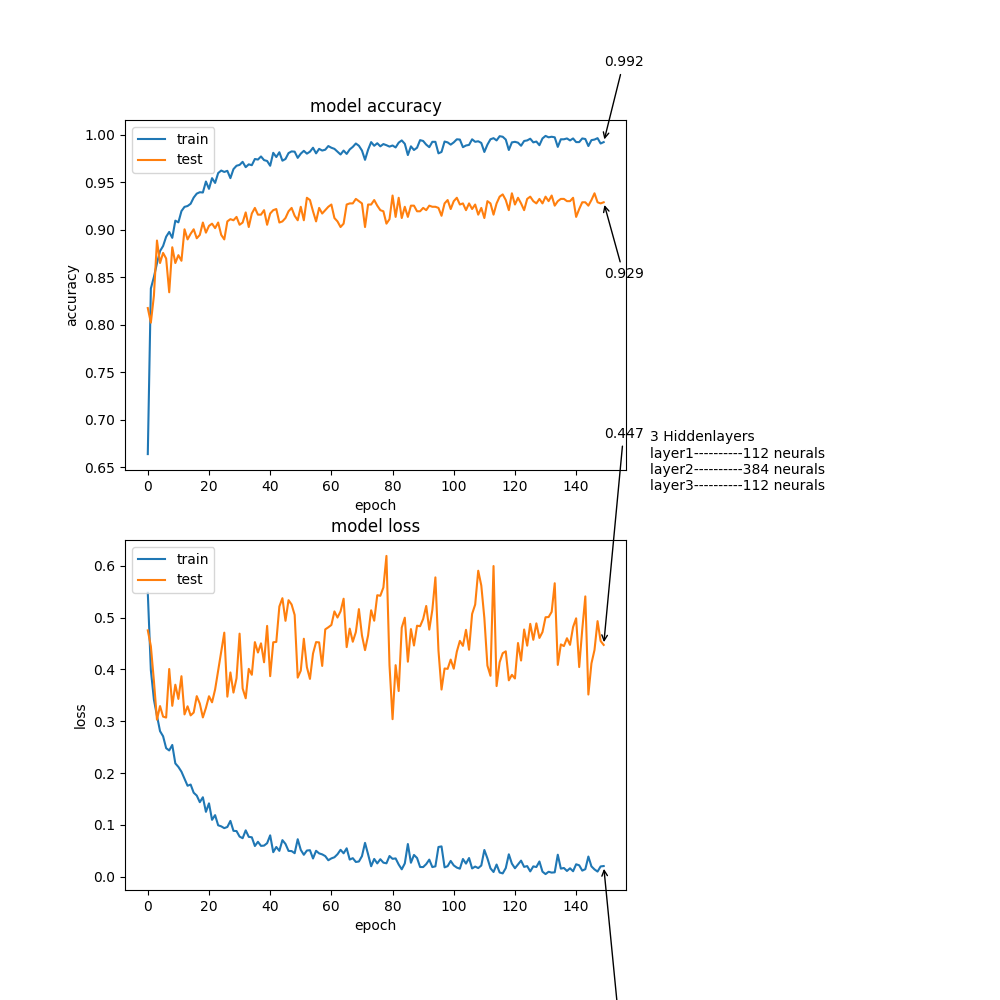 0.992
model accuracy
train
test
1.00
0.95
0.90
0.85
0.80
0.75
0.70
0.65
accuracy
0 20 40 60 80 100 120 140
epoch
0.929
0.447
3 Hiddenlayers
layer1----------112 neurals
layer2----------384 neurals
layer3----------112 neurals
model loss
train
test
0.6
0.5
0.4
0.3
0.2
0.1
0.0
loss
0 20 40 60 80 100 120 140
epoch